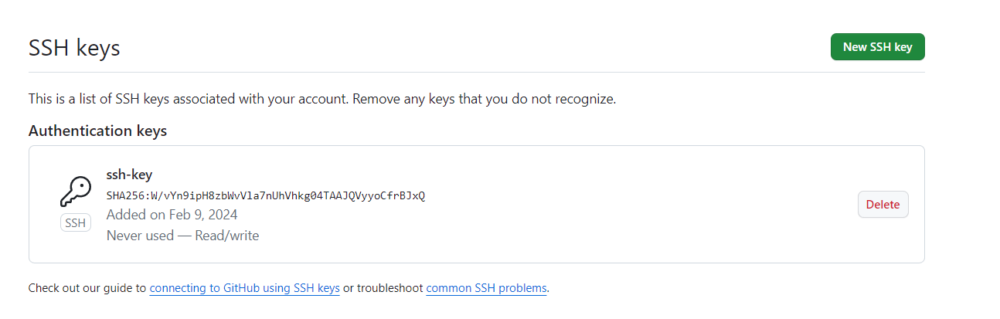 SSH keys
New SSH key
This is a list of SSH keys associated with your account. Remove any keys that you do not recognize.
Authentication keys
ssh-key
SHA256:W/vYn9ipH8zbWvVla7nUhVhkg04TAAJQVyyoCfrBJxQ
Added on Feb 9, 2024
Never used — Read/write
SSH
Delete
Check out our guide to connecting to GitHub using SSH keys or troubleshoot common SSH problems.